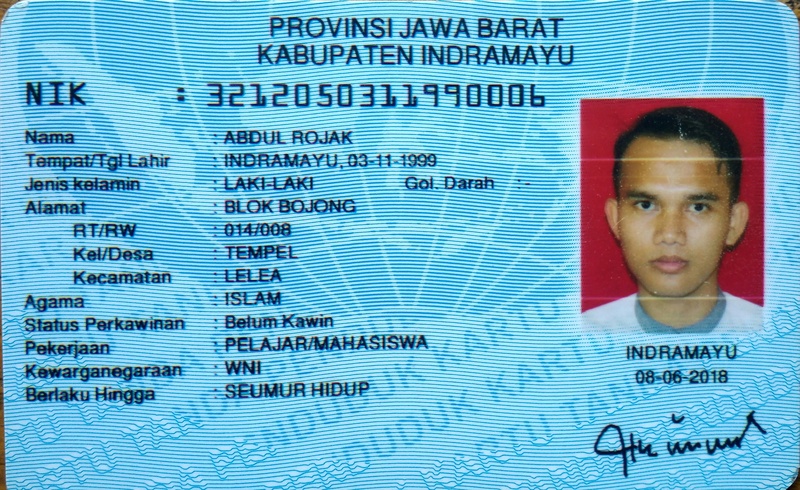 PROVINSI JAWA BARAT
KABUPATEN INDRAMAYU
NIK : 3212050311990006
Nama : ABDUL ROJAK
Tempat/Tgl Lahir : INDRAMAYU, 03-11-1999
Jenis kelamin : LAKI-LAKI Gol. Darah :-
Alamat : BLOK BOJONG
RT/RW : 014/008
Kel/Desa : TEMPEL
Kecamatan : LELEA
Agama : ISLAM
Status Perkawinan : Belum Kawin
Pekerjaan : PELAJAR/MAHASISWA
Kewarganegaraan : WNI
Berlaku Hingga : SEUMUR HIDUP
INDRAMAYU
08-06-2018